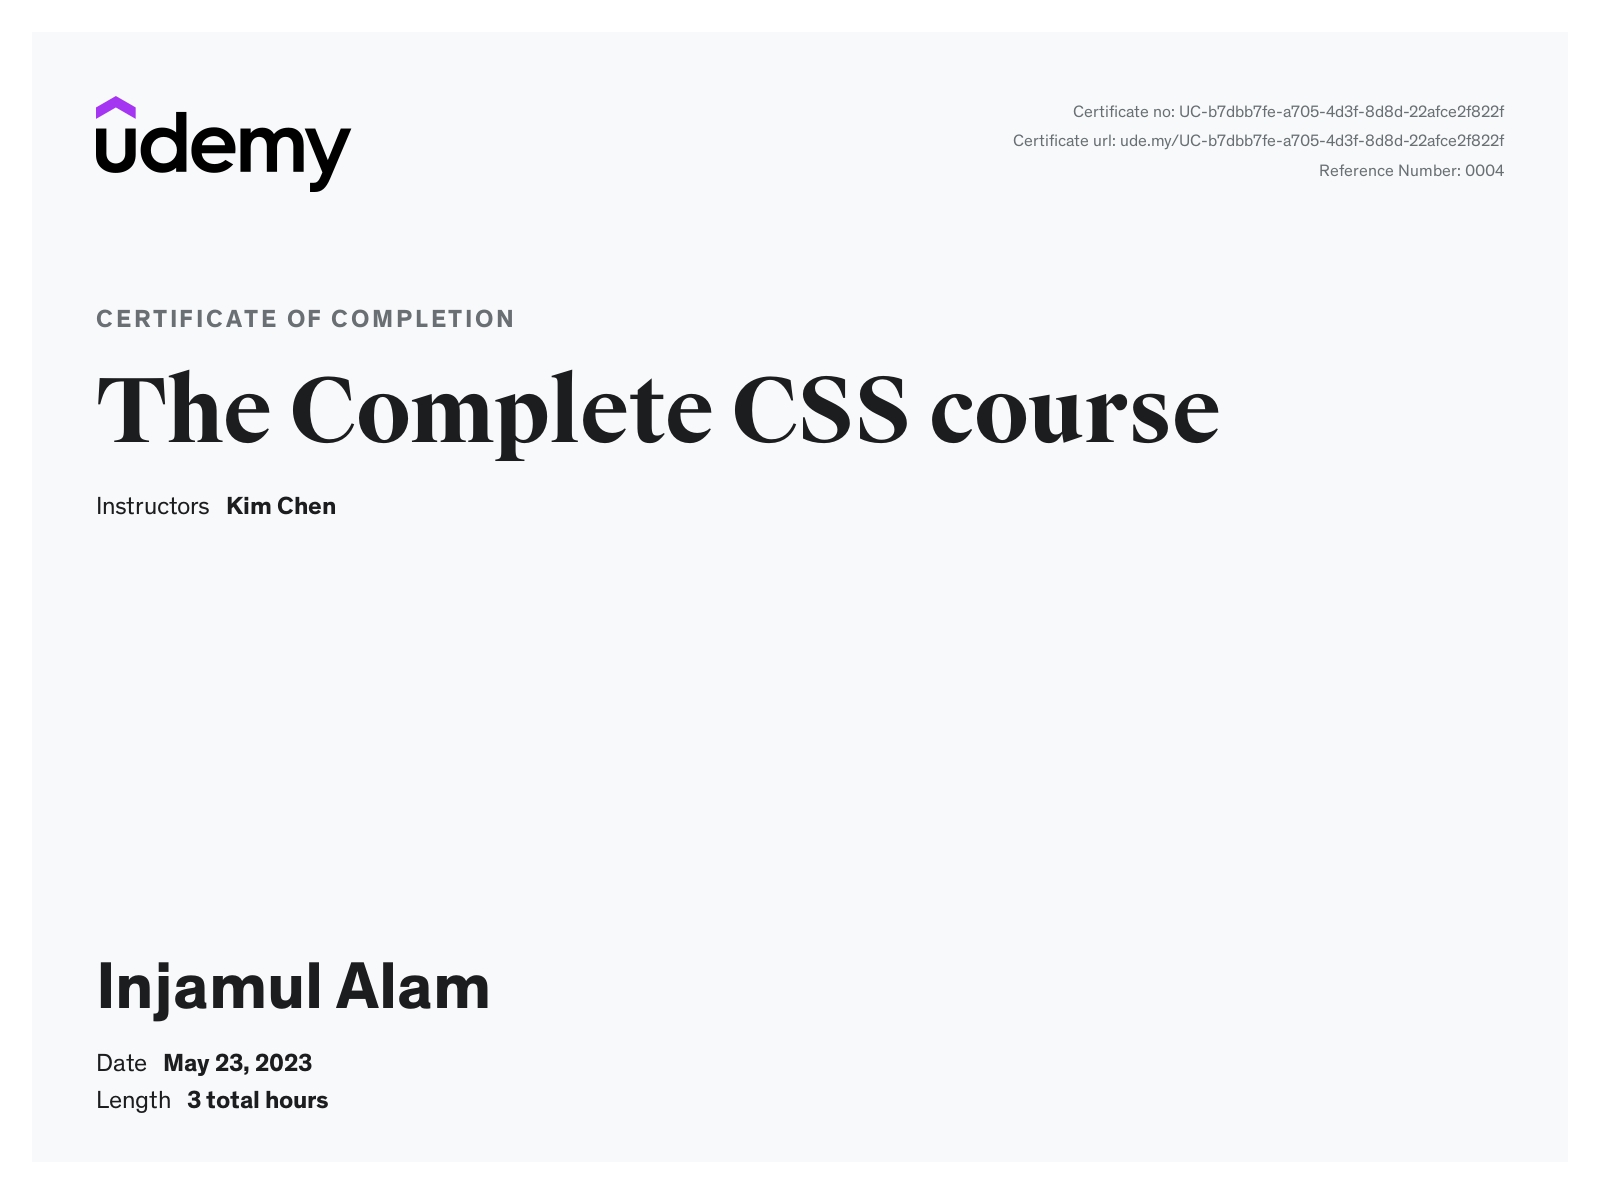 udemy
Certificate no: UC-b7dbb7fe-a705-4d3f-8d8d-22afce2f822f
Certificate url: ude.my/UC-b7dbb7fe-a705-4d3f-8d8d-22afce2f822f
Reference Number: 0004
CERTIFICATE OF COMPLETION
The Complete CSS course
Instructors Kim Chen
Injamul Alam
Date May 23, 2023
Length 3 total hours